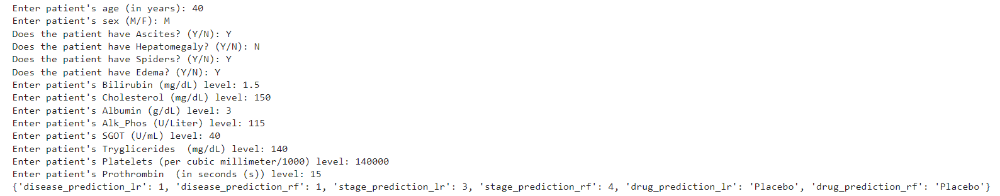 Enter patient's age (in years): 40
Enter patient's sex (M/F): M
Does the patient have Ascites? (Y/N): Y
Does the patient have Hepatomegaly? (Y/N): N
Does the patient have Spiders? (Y/N): Y
Does the patient have Edema? (Y/N): Y
Enter patient's Bilirubin (mg/dL) level: 1.5
Enter patient's Cholesterol (mg/dL) level: 150
Enter patient's Albumin (g/dL) level: 3
Enter patient's Alk_Phos (U/Liter) level: 115
Enter patient's SGOT (U/mL) level: 40
Enter patient's Tryglicerides  (mg/dL) level: 140
Enter patient's Platelets (per cubic millimeter/1000) level: 140000
Enter patient's Prothrombin  (in seconds (s)) level: 15
{'disease_prediction_lr': 1, 'disease_prediction_rf': 1, 'stage_prediction_lr': 3, 'stage_prediction_rf': 4, 'drug_prediction_lr': 'Placebo', 'drug_prediction_rf': 'Placebo'}